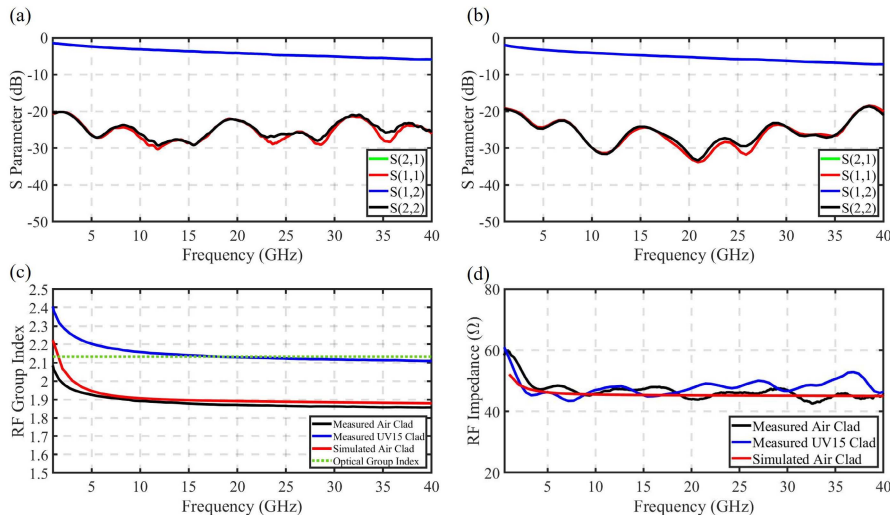 (a)
0
-10
-20
-30
-40
-50
S Parameter (dB)
S(2,1)
S(1,1)
S(1,2)
S(2,2)
5 10 15 20 25 30 35 40
Frequency (GHz)
(b)
0
-10
-20
-30
-40
-50
S Parameter (dB)
S(2,1)
S(1,1)
S(1,2)
S(2,2)
5 10 15 20 25 30 35 40
Frequency (GHz)
(c)
2.5
2.4
2.3
2.2
2.1
2
1.9
1.8
1.7
1.6
1.5
RF Group Index
Measured Air Clad
Measured UV15 Clad
Simulated Air Clad
Optical Group Index
5 10 15 20 25 30 35 40
Frequency (GHz)
(d)
80
60
40
20
RF Impedance (Ω)
Measured Air Clad
Measured UV15 Clad
Simulated Air Clad
5 10 15 20 25 30 35 40
Frequency (GHz)